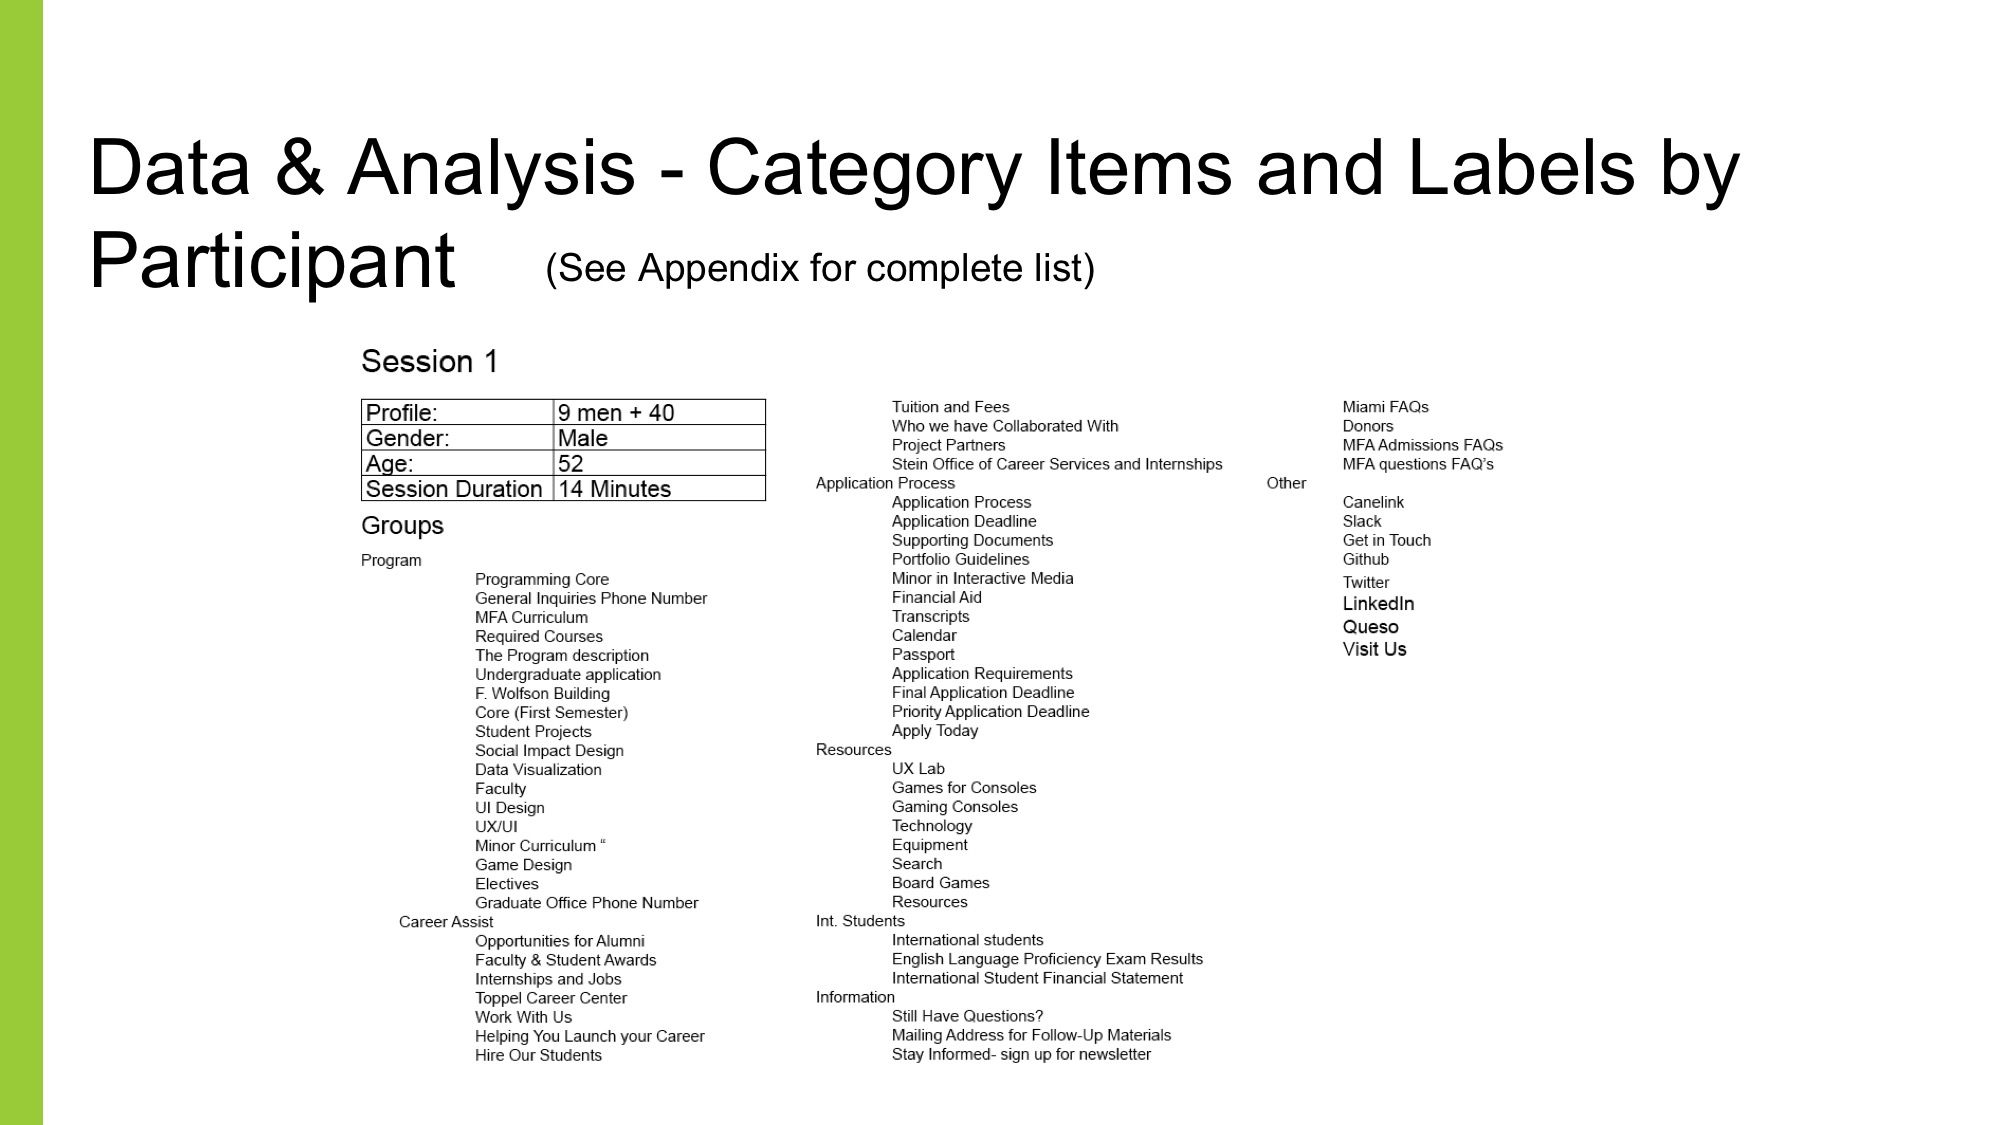 Data & Analysis - Category Items and Labels by
Participant (See Appendix for complete list)
Session 1
Profile: 9 men + 40
Gender: Male
Age: 52
Session Duration 14 Minutes
Groups
Program
Programming Core
General Inquiries Phone Number
MFA Curriculum
Required Courses
The Program description
Undergraduate application
F. Wolfson Building
Core (First Semester)
Student Projects
Social Impact Design
Data Visualization
Faculty
UI Design
UX/UI
Minor Curriculum “
Game Design
Electives
Graduate Office Phone Number
Career Assist
Opportunities for Alumni
Faculty & Student Awards
Internships and Jobs
Toppel Career Center
Work With Us
Helping You Launch your Career
Hire Our Students
Tuition and Fees
Who we have Collaborated With
Project Partners
Stein Office of Career Services and Internships
Application Process
Application Process
Application Deadline
Supporting Documents
Portfolio Guidelines
Minor in Interactive Media
Financial Aid
Transcripts
Calendar
Passport
Application Requirements
Final Application Deadline
Priority Application Deadline
Apply Today
Resources
UX Lab
Games for Consoles
Gaming Consoles
Technology
Equipment
Search
Board Games
Resources
Int. Students
International students
English Language Proficiency Exam Results
International Student Financial Statement
Information
Still Have Questions?
Mailing Address for Follow-Up Materials
Stay Informed- sign up for newsletter
Miami FAQs
Donors
MFA Admissions FAQs
MFA questions FAQ’s
Other
Canelink
Slack
Get in Touch
Github
Twitter
LinkedIn
Queso
Visit Us